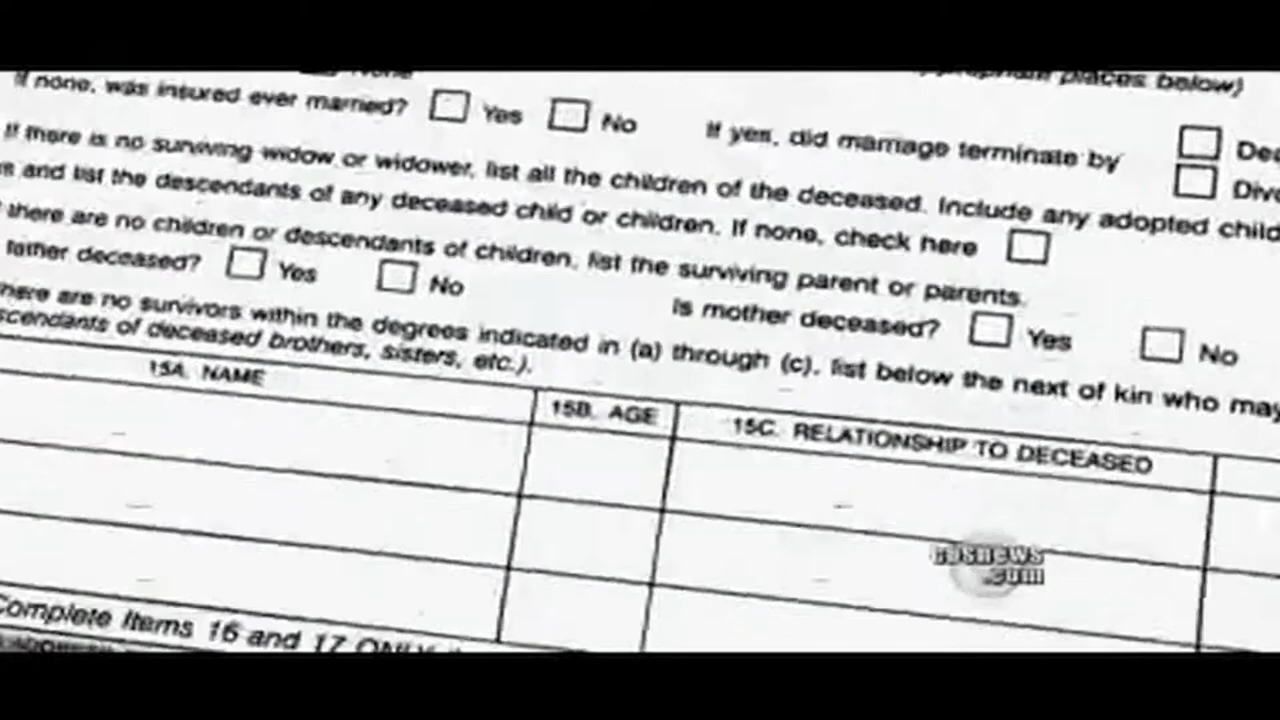 If none, was insured ever married? Yes No If yes, did marriage terminate by
places below)
If there is no surviving widow or widower, list all the children of the deceased. Include any adopted child
and list the descendants of any deceased child or children. If none, check here
there are no children or descendants of children, list the surviving parent or parents.
father deceased? Yes No Is mother deceased? Yes No
here are no survivors within the degrees indicated in (a) through (c), list below the next of kin who may
scendants of deceased brothers, sisters, etc.).
15A. NAME 15B. AGE 15C. RELATIONSHIP TO DECEASED
cbsnews
.com
Complete Items 16 and 17 ONLY